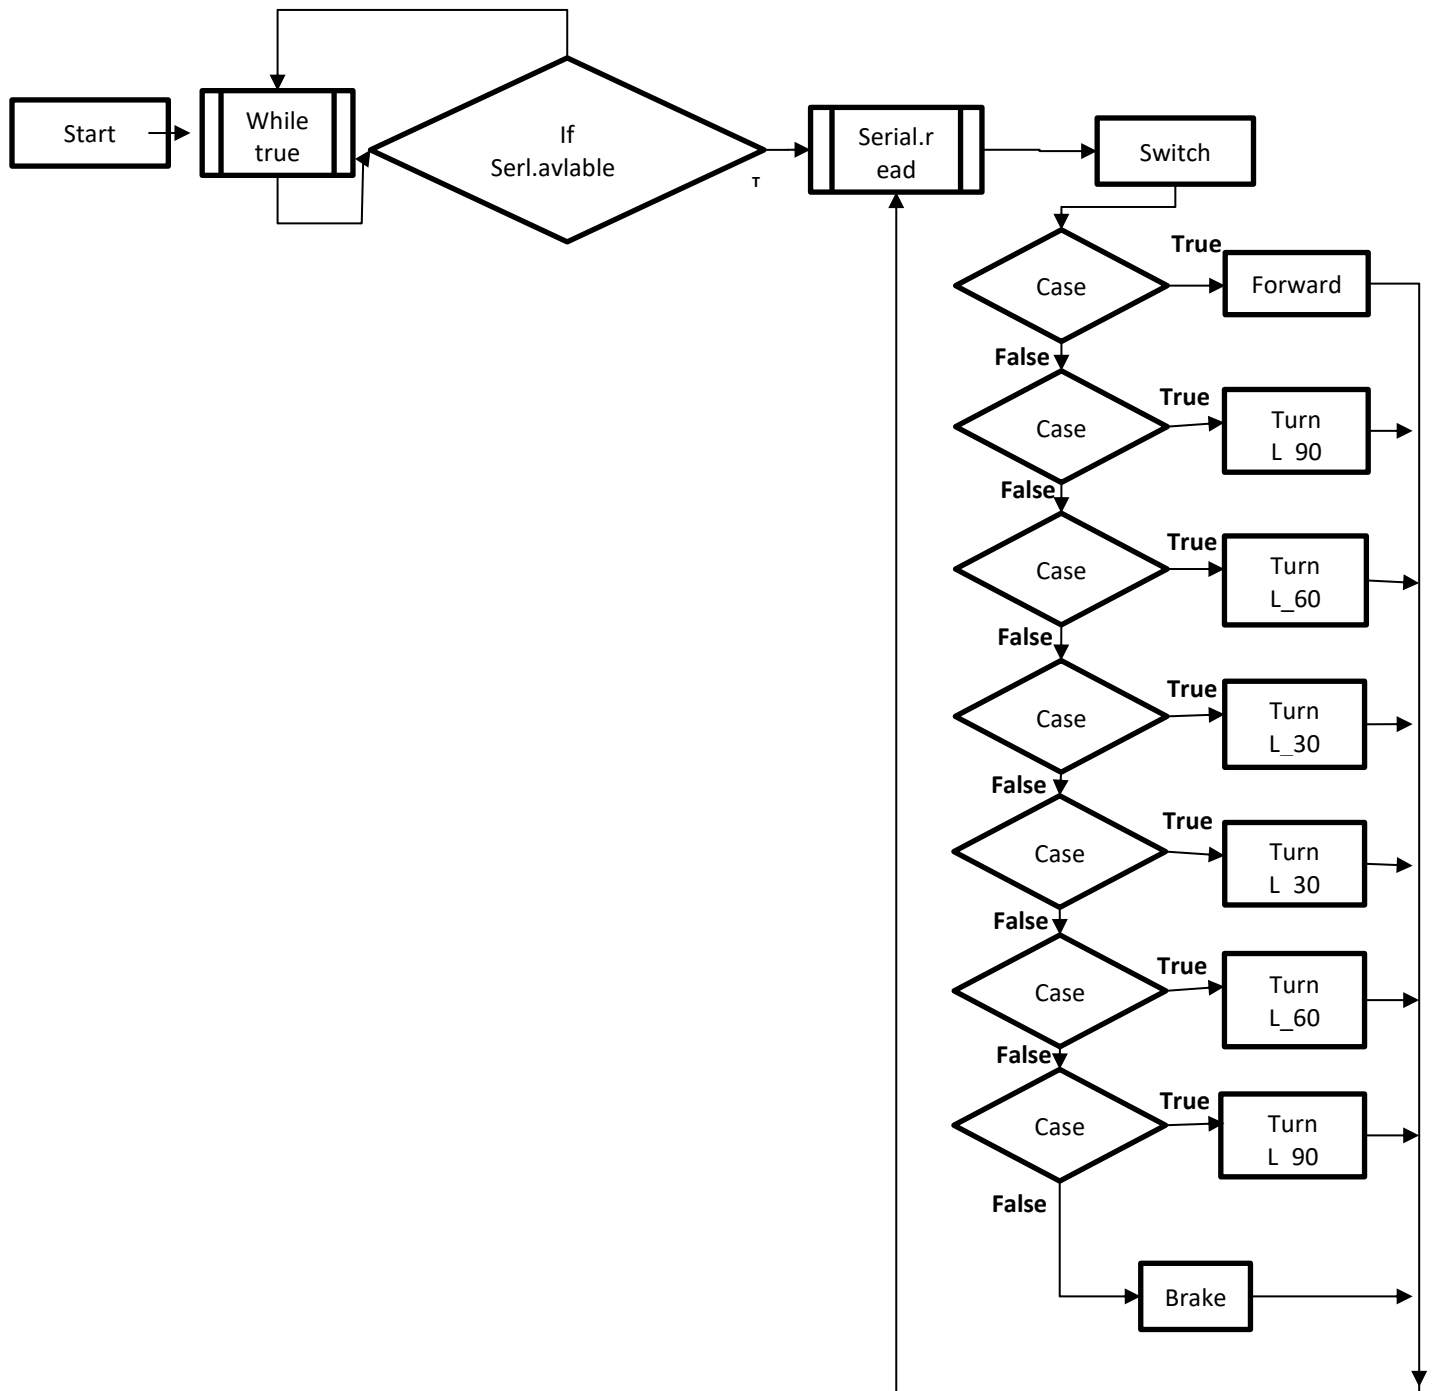 Start
While
true
If
Serl.avlable
T
Serial.r
ead
Switch
Case
True
Forward
False
Case
True
Turn
L_90
False
Case
True
Turn
L_60
False
Case
True
Turn
L_30
False
Case
True
Turn
L_30
False
Case
True
Turn
L_60
False
Case
True
Turn
L_90
False
Brake